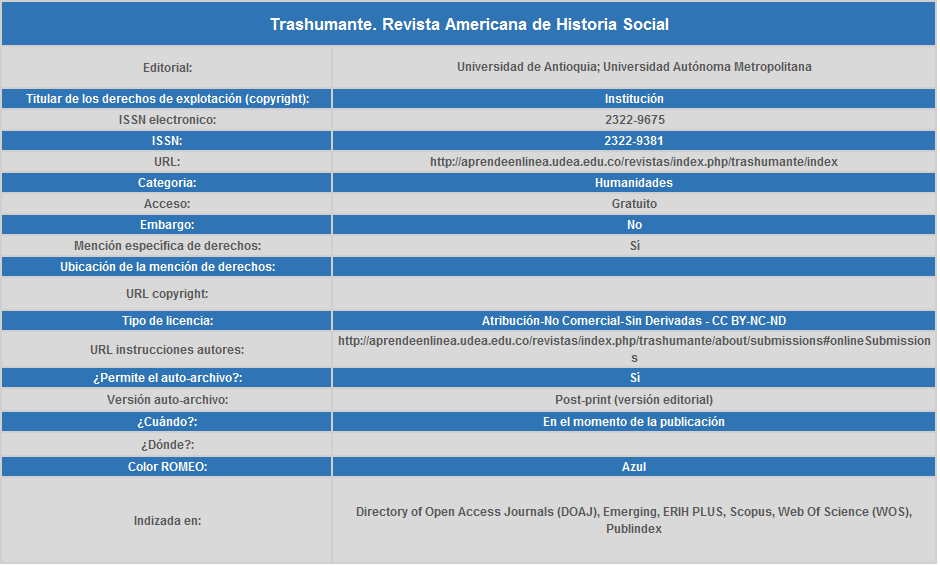 Trashumante. Revista Americana de Historia Social
Editorial: Universidad de Antioquia; Universidad Autónoma Metropolitana
Titular de los derechos de explotación (copyright): Institución
ISSN electronico: 2322-9675
ISSN: 2322-9381
URL: http://aprendeenlinea.udea.edu.co/revistas/index.php/trashumante/index
Categoria: Humanidades
Acceso: Gratuito
Embargo: No
Mención específica de derechos: Sí
Ubicación de la mención de derechos:
URL copyright:
Tipo de licencia: Atribución-No Comercial-Sin Derivadas - CC BY-NC-ND
URL instrucciones autores: http://aprendeenlinea.udea.edu.co/revistas/index.php/trashumante/about/submissions#onlineSubmission
s
¿Permite el auto-archivo?: Sí
Versión auto-archivo: Post-print (versión editorial)
¿Cuándo?: En el momento de la publicación
¿Dónde?:
Color ROMEO: Azul
Indizada en: Directory of Open Access Journals (DOAJ), Emerging, ERIH PLUS, Scopus, Web Of Science (WOS),
Publindex